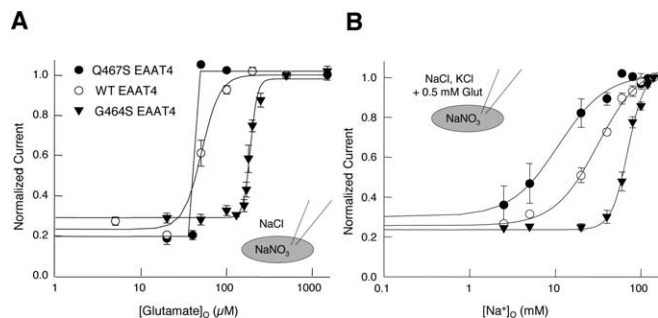 A
Q467S EAAT4
WT EAAT4
G464S EAAT4
Normalized Current
1.0
0.8
0.6
0.4
0.2
0.0
1
10
100
1000
[Glutamate]O (µM)
NaCl
NaNO3
B
NaCl, KCl
+ 0.5 mM Glut
NaNO3
Normalized Current
1.0
0.8
0.6
0.4
0.2
0.0
0.1
1
10
100
[Na+]O (mM)